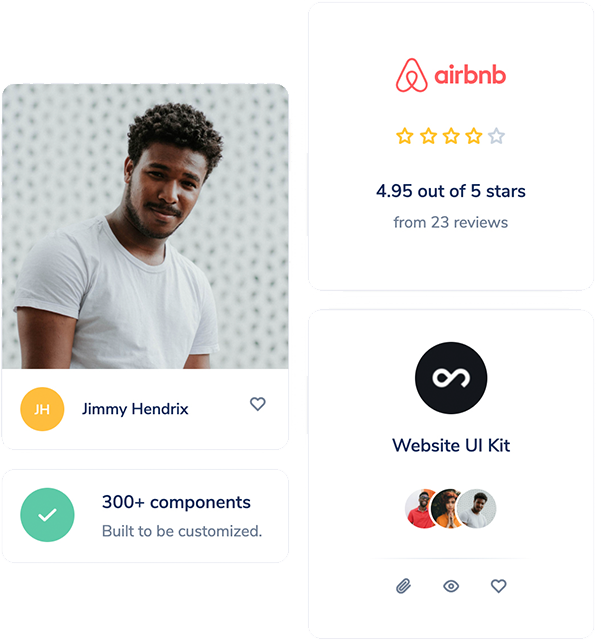 airbnb
4.95 out of 5 stars
from 23 reviews
JH
Jimmy Hendrix
Website UI Kit
300+ components
Built to be customized.